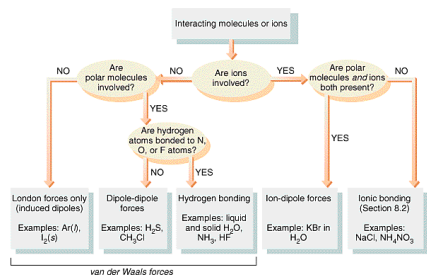 Interacting molecules or ions
Are
polar molecules
involved?
NO
NO
Are ions
involved?
YES
Are polar
molecules and ions
both present?
NO
YES
Are hydrogen
atoms bonded to N,
O, or F atoms?
YES
NO
YES
London forces only
(induced dipoles)
Examples: Ar(l),
I₂(s)
Dipole-dipole
forces
Examples: H₂S,
CH₃Cl
Hydrogen bonding
Examples: liquid
and solid H₂O,
NH₃, HF
Ion-dipole forces
Example: KBr in
H₂O
Ionic bonding
(Section 8.2)
Examples:
NaCl, NH₄NO₃
van der Waals forces